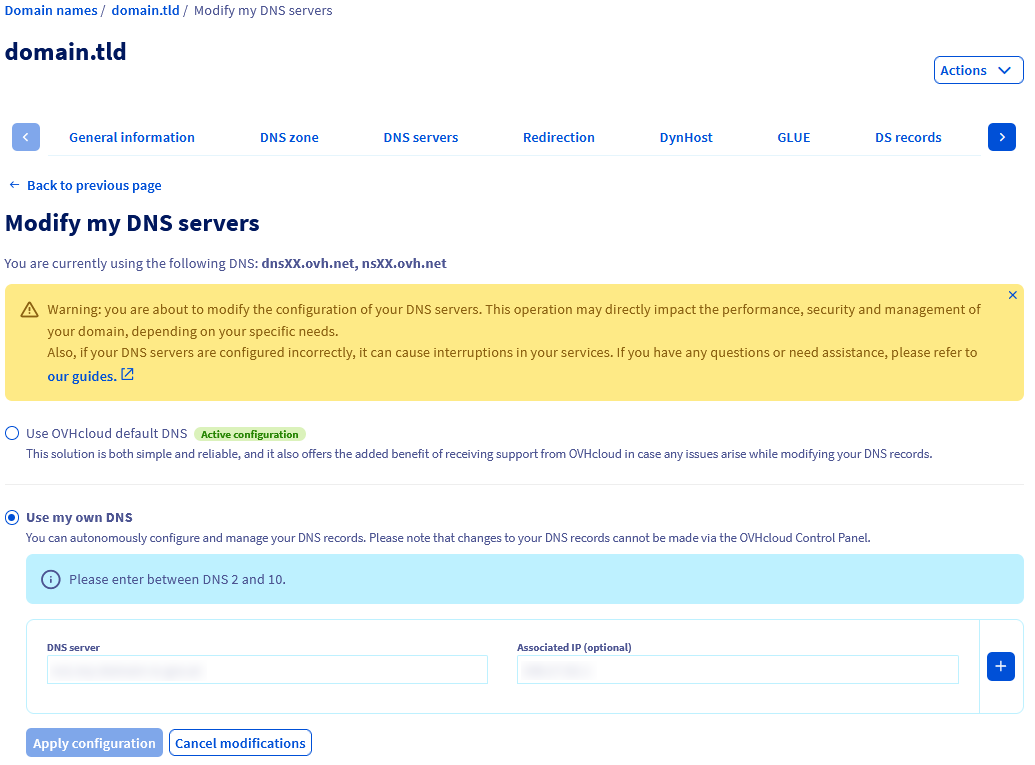 Domain names / domain.tld / Modify my DNS servers
domain.tld
Actions
General information DNS zone DNS servers Redirection DynHost GLUE DS records
Back to previous page
Modify my DNS servers
You are currently using the following DNS: dnsXX.ovh.net, nsXX.ovh.net
Warning: you are about to modify the configuration of your DNS servers. This operation may directly impact the performance, security and management of
your domain, depending on your specific needs.
Also, if your DNS servers are configured incorrectly, it can cause interruptions in your services. If you have any questions or need assistance, please refer to
our guides.
Use OVHcloud default DNS Active configuration
This solution is both simple and reliable, and it also offers the added benefit of receiving support from OVHcloud in case any issues arise while modifying your DNS records.
Use my own DNS
You can autonomously configure and manage your DNS records. Please note that changes to your DNS records cannot be made via the OVHcloud Control Panel.
Please enter between DNS 2 and 10.
DNS server Associated IP (optional)
Apply configuration Cancel modifications